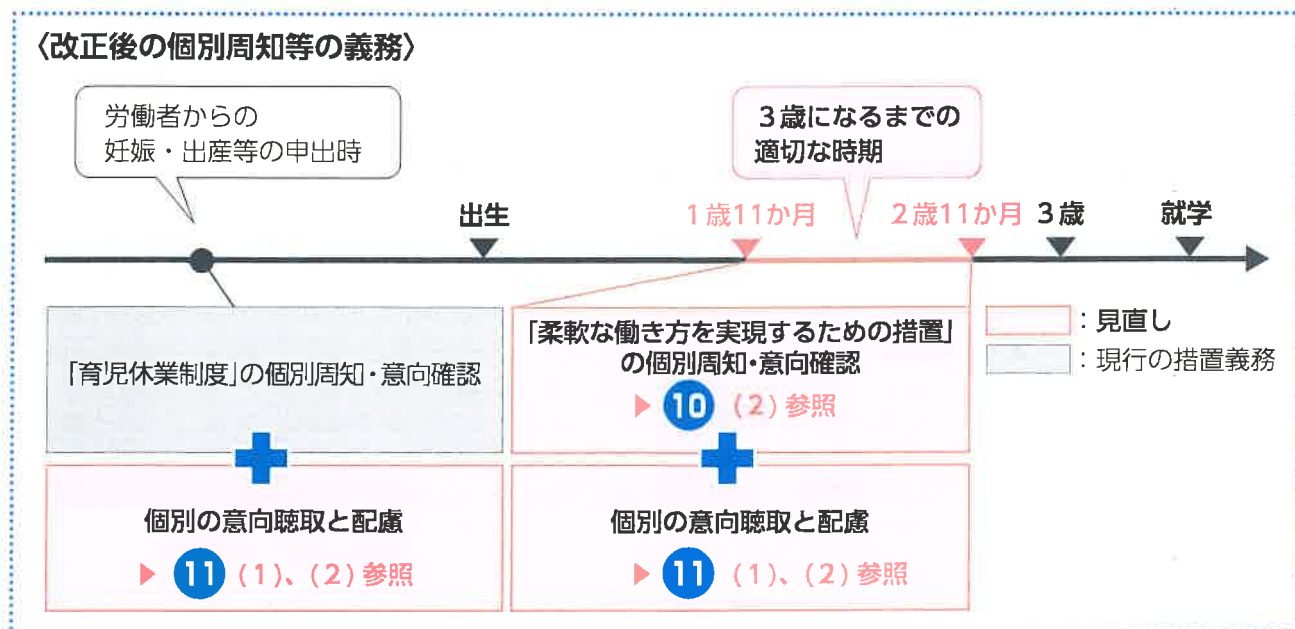 〈改正後の個別周知等の義務〉
労働者からの
妊娠・出産等の申出時
3歳になるまでの
適切な時期
出生
1歳11か月
2歳11か月
3歳
就学
「育児休業制度」の個別周知・意向確認
「柔軟な働き方を実現するための措置」
の個別周知・意向確認
▶ 10 (2)参照
：見直し
：現行の措置義務
個別の意向聴取と配慮
▶ 11 (1)、(2)参照
個別の意向聴取と配慮
▶ 11 (1)、(2)参照